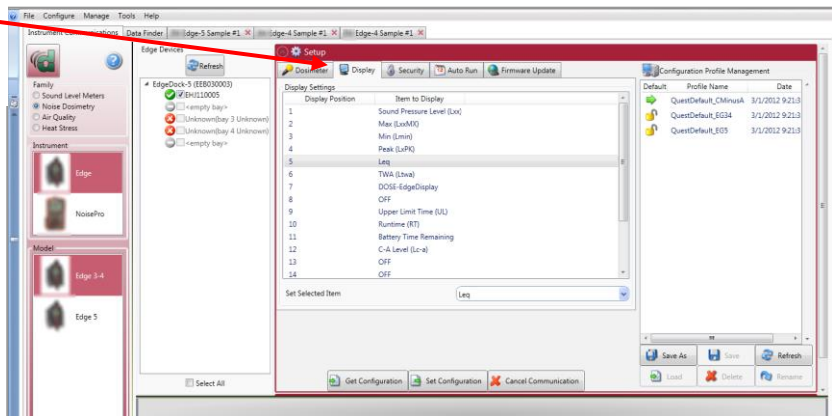 File Configure Manage Tools Help
Instrument Communications Data Finder Edge-5 Sample #1 Edge-4 Sample #1 Edge-4 Sample #1
Edge Devices
Refresh
EdgeDock-5 (EEB030003)
EHJ110005
<empty bay>
Unknown(bay 3 Unknown)
Unknown(bay 4 Unknown)
<empty bay>
Select All
Family
Sound Level Meters
Noise Dosimetry
Air Quality
Heat Stress
Instrument
Edge
NoisePro
Model
Edge 3-4
Edge 5
Setup
Dosimeter Display Security Auto Run Firmware Update
Display Settings
Display Position Item to Display
1 Sound Pressure Level (Lxx)
2 Max (LxxMX)
3 Min (Lmin)
4 Peak (LxPK)
5 Leq
6 TWA (Ltwa)
7 DOSE-EdgeDisplay
8 OFF
9 Upper Limit Time (UL)
10 Runtime (RT)
11 Battery Time Remaining
12 C-A Level (Lc-a)
13 OFF
14 OFF
Set Selected Item Leq
Get Configuration Set Configuration Cancel Communication
Configuration Profile Management
Default Profile Name Date
QuestDefault_CMinusA 3/1/2012 9:21:3
QuestDefault_EG34 3/1/2012 9:21:3
QuestDefault_EG5 3/1/2012 9:21:3
Save As Save Refresh
Load Delete Rename